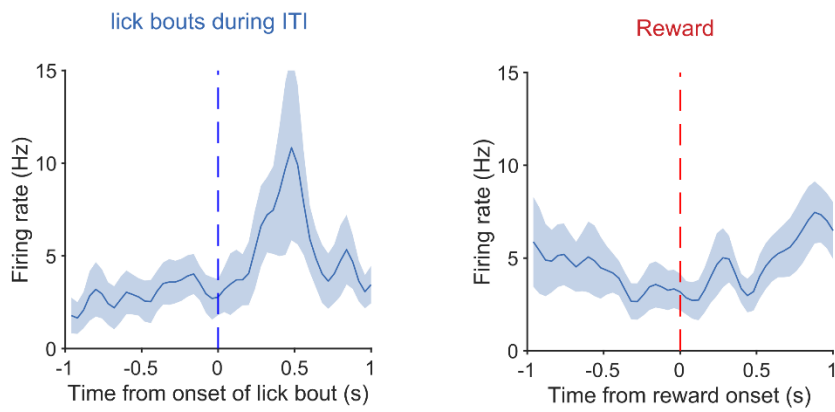 lick bouts during ITI
15
10
5
0
Firing rate (Hz)
-1 -0.5 0 0.5 1
Time from onset of lick bout (s)
Reward
15
10
5
0
Firing rate (Hz)
-1 -0.5 0 0.5 1
Time from reward onset (s)